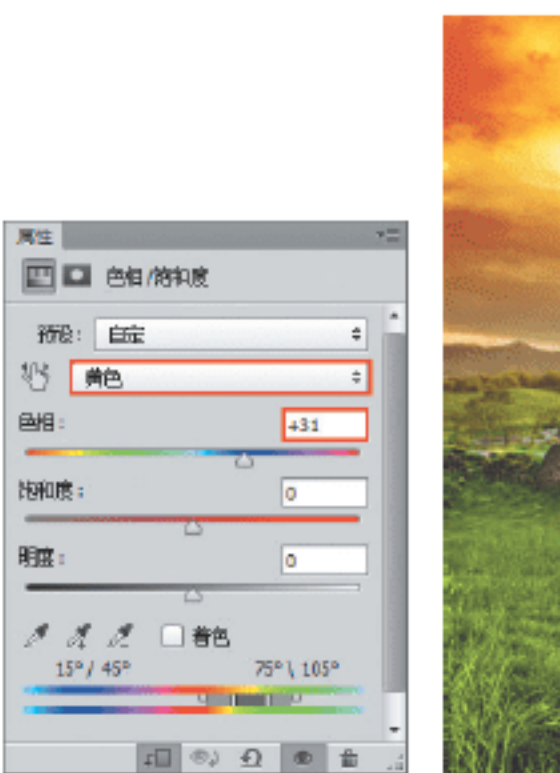 属性
色相/饱和度
预设： 自定
黄色
色相： +31
饱和度： 0
明度： 0
着色
15°/ 45° 75°\ 105°